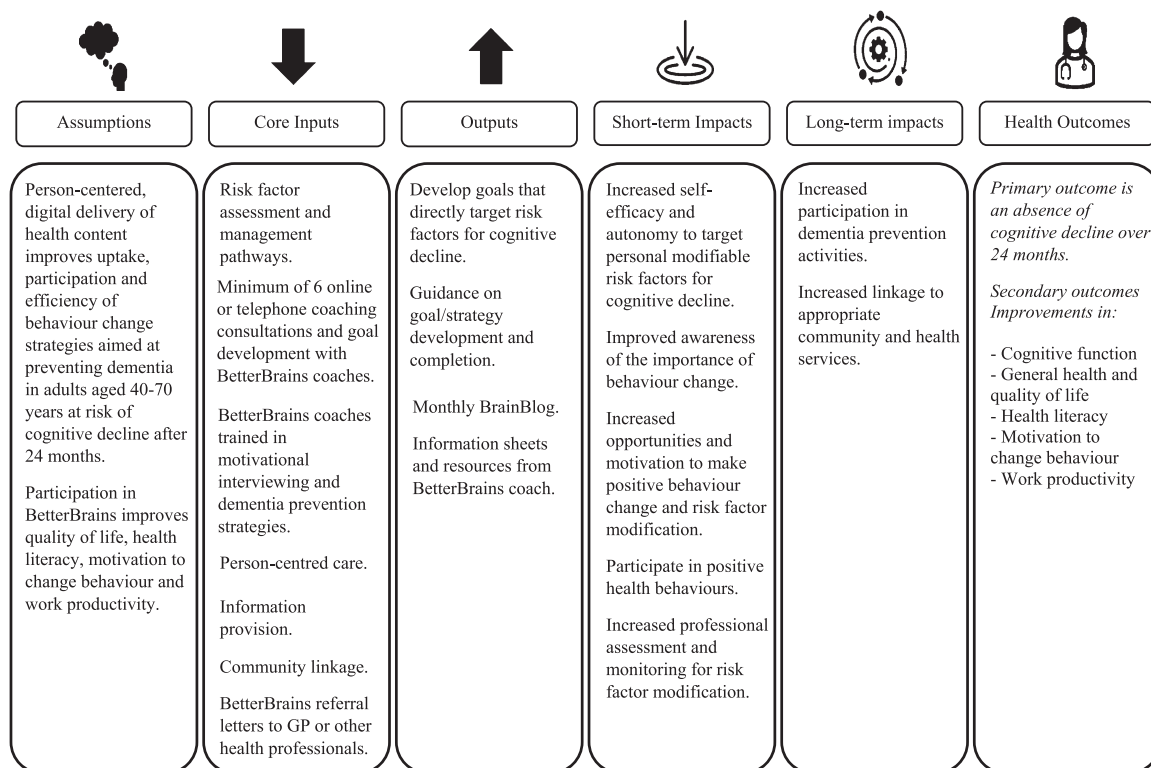 Assumptions
Core Inputs
Outputs
Short-term Impacts
Long-term impacts
Health Outcomes
Person-centered,
digital delivery of
health content
improves uptake,
participation and
efficiency of
behaviour change
strategies aimed at
preventing dementia
in adults aged 40-70
years at risk of
cognitive decline after
24 months.
Participation in
BetterBrains improves
quality of life, health
literacy, motivation to
change behaviour and
work productivity.
Risk factor
assessment and
management
pathways.
Minimum of 6 online
or telephone coaching
consultations and goal
development with
BetterBrains coaches.
BetterBrains coaches
trained in
motivational
interviewing and
dementia prevention
strategies.
Person-centred care.
Information
provision.
Community linkage.
BetterBrains referral
letters to GP or other
health professionals.
Develop goals that
directly target risk
factors for cognitive
decline.
Guidance on
goal/strategy
development and
completion.
Monthly BrainBlog.
Information sheets
and resources from
BetterBrains coach.
Increased self-
efficacy and
autonomy to target
personal modifiable
risk factors for
cognitive decline.
Improved awareness
of the importance of
behaviour change.
Increased
opportunities and
motivation to make
positive behaviour
change and risk factor
modification.
Participate in positive
health behaviours.
Increased professional
assessment and
monitoring for risk
factor modification.
Increased
participation in
dementia prevention
activities.
Increased linkage to
appropriate
community and health
services.
Primary outcome is
an absence of
cognitive decline over
24 months.
Secondary outcomes
Improvements in:
- Cognitive function
- General health and
quality of life
- Health literacy
- Motivation to
change behaviour
- Work productivity